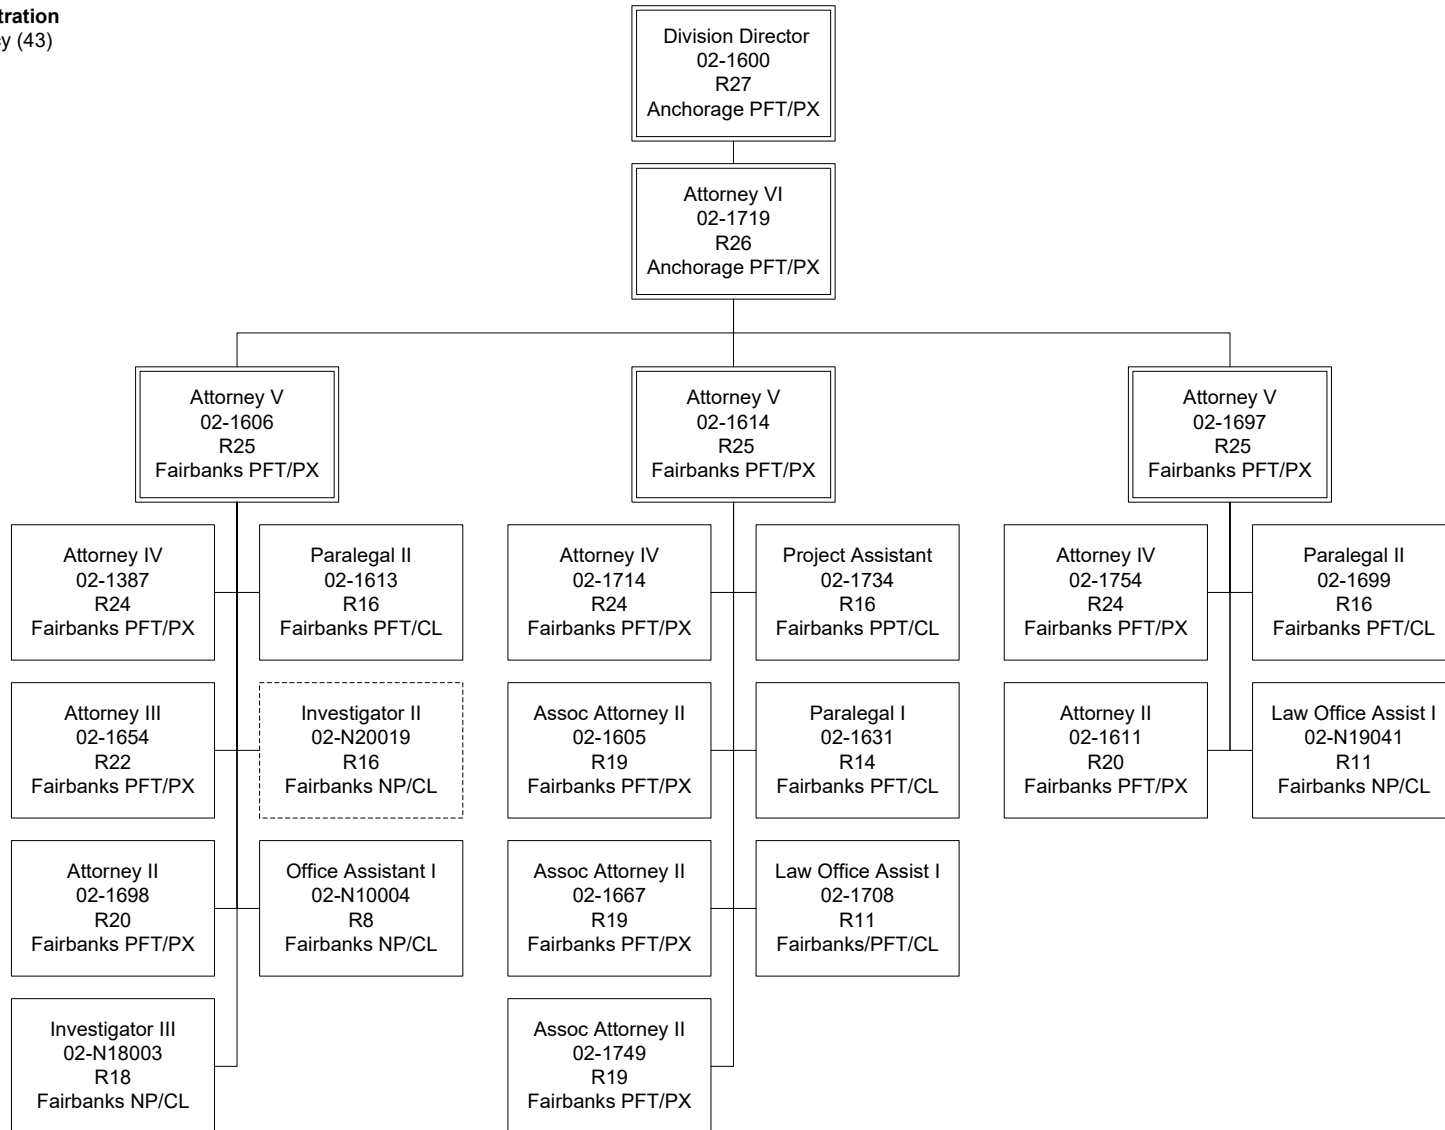 Division Director
02-1600
R27
Anchorage PFT/PX
Attorney VI
02-1719
R26
Anchorage PFT/PX
Attorney V
02-1606
R25
Fairbanks PFT/PX
Attorney V
02-1614
R25
Fairbanks PFT/PX
Attorney V
02-1697
R25
Fairbanks PFT/PX
Attorney IV
02-1387
R24
Fairbanks PFT/PX
Paralegal II
02-1613
R16
Fairbanks PFT/CL
Attorney IV
02-1714
R24
Fairbanks PFT/PX
Project Assistant
02-1734
R16
Fairbanks PPT/CL
Attorney IV
02-1754
R24
Fairbanks PFT/PX
Paralegal II
02-1699
R16
Fairbanks PFT/CL
Attorney III
02-1654
R22
Fairbanks PFT/PX
Investigator II
02-N20019
R16
Fairbanks NP/CL
Assoc Attorney II
02-1605
R19
Fairbanks PFT/PX
Paralegal I
02-1631
R14
Fairbanks PFT/CL
Attorney II
02-1611
R20
Fairbanks PFT/PX
Law Office Assist I
02-N19041
R11
Fairbanks NP/CL
Attorney II
02-1698
R20
Fairbanks PFT/PX
Office Assistant I
02-N10004
R8
Fairbanks NP/CL
Assoc Attorney II
02-1667
R19
Fairbanks PFT/PX
Law Office Assist I
02-1708
R11
Fairbanks/PFT/CL
Investigator III
02-N18003
R18
Fairbanks NP/CL
Assoc Attorney II
02-1749
R19
Fairbanks PFT/PX
tration
y (43)